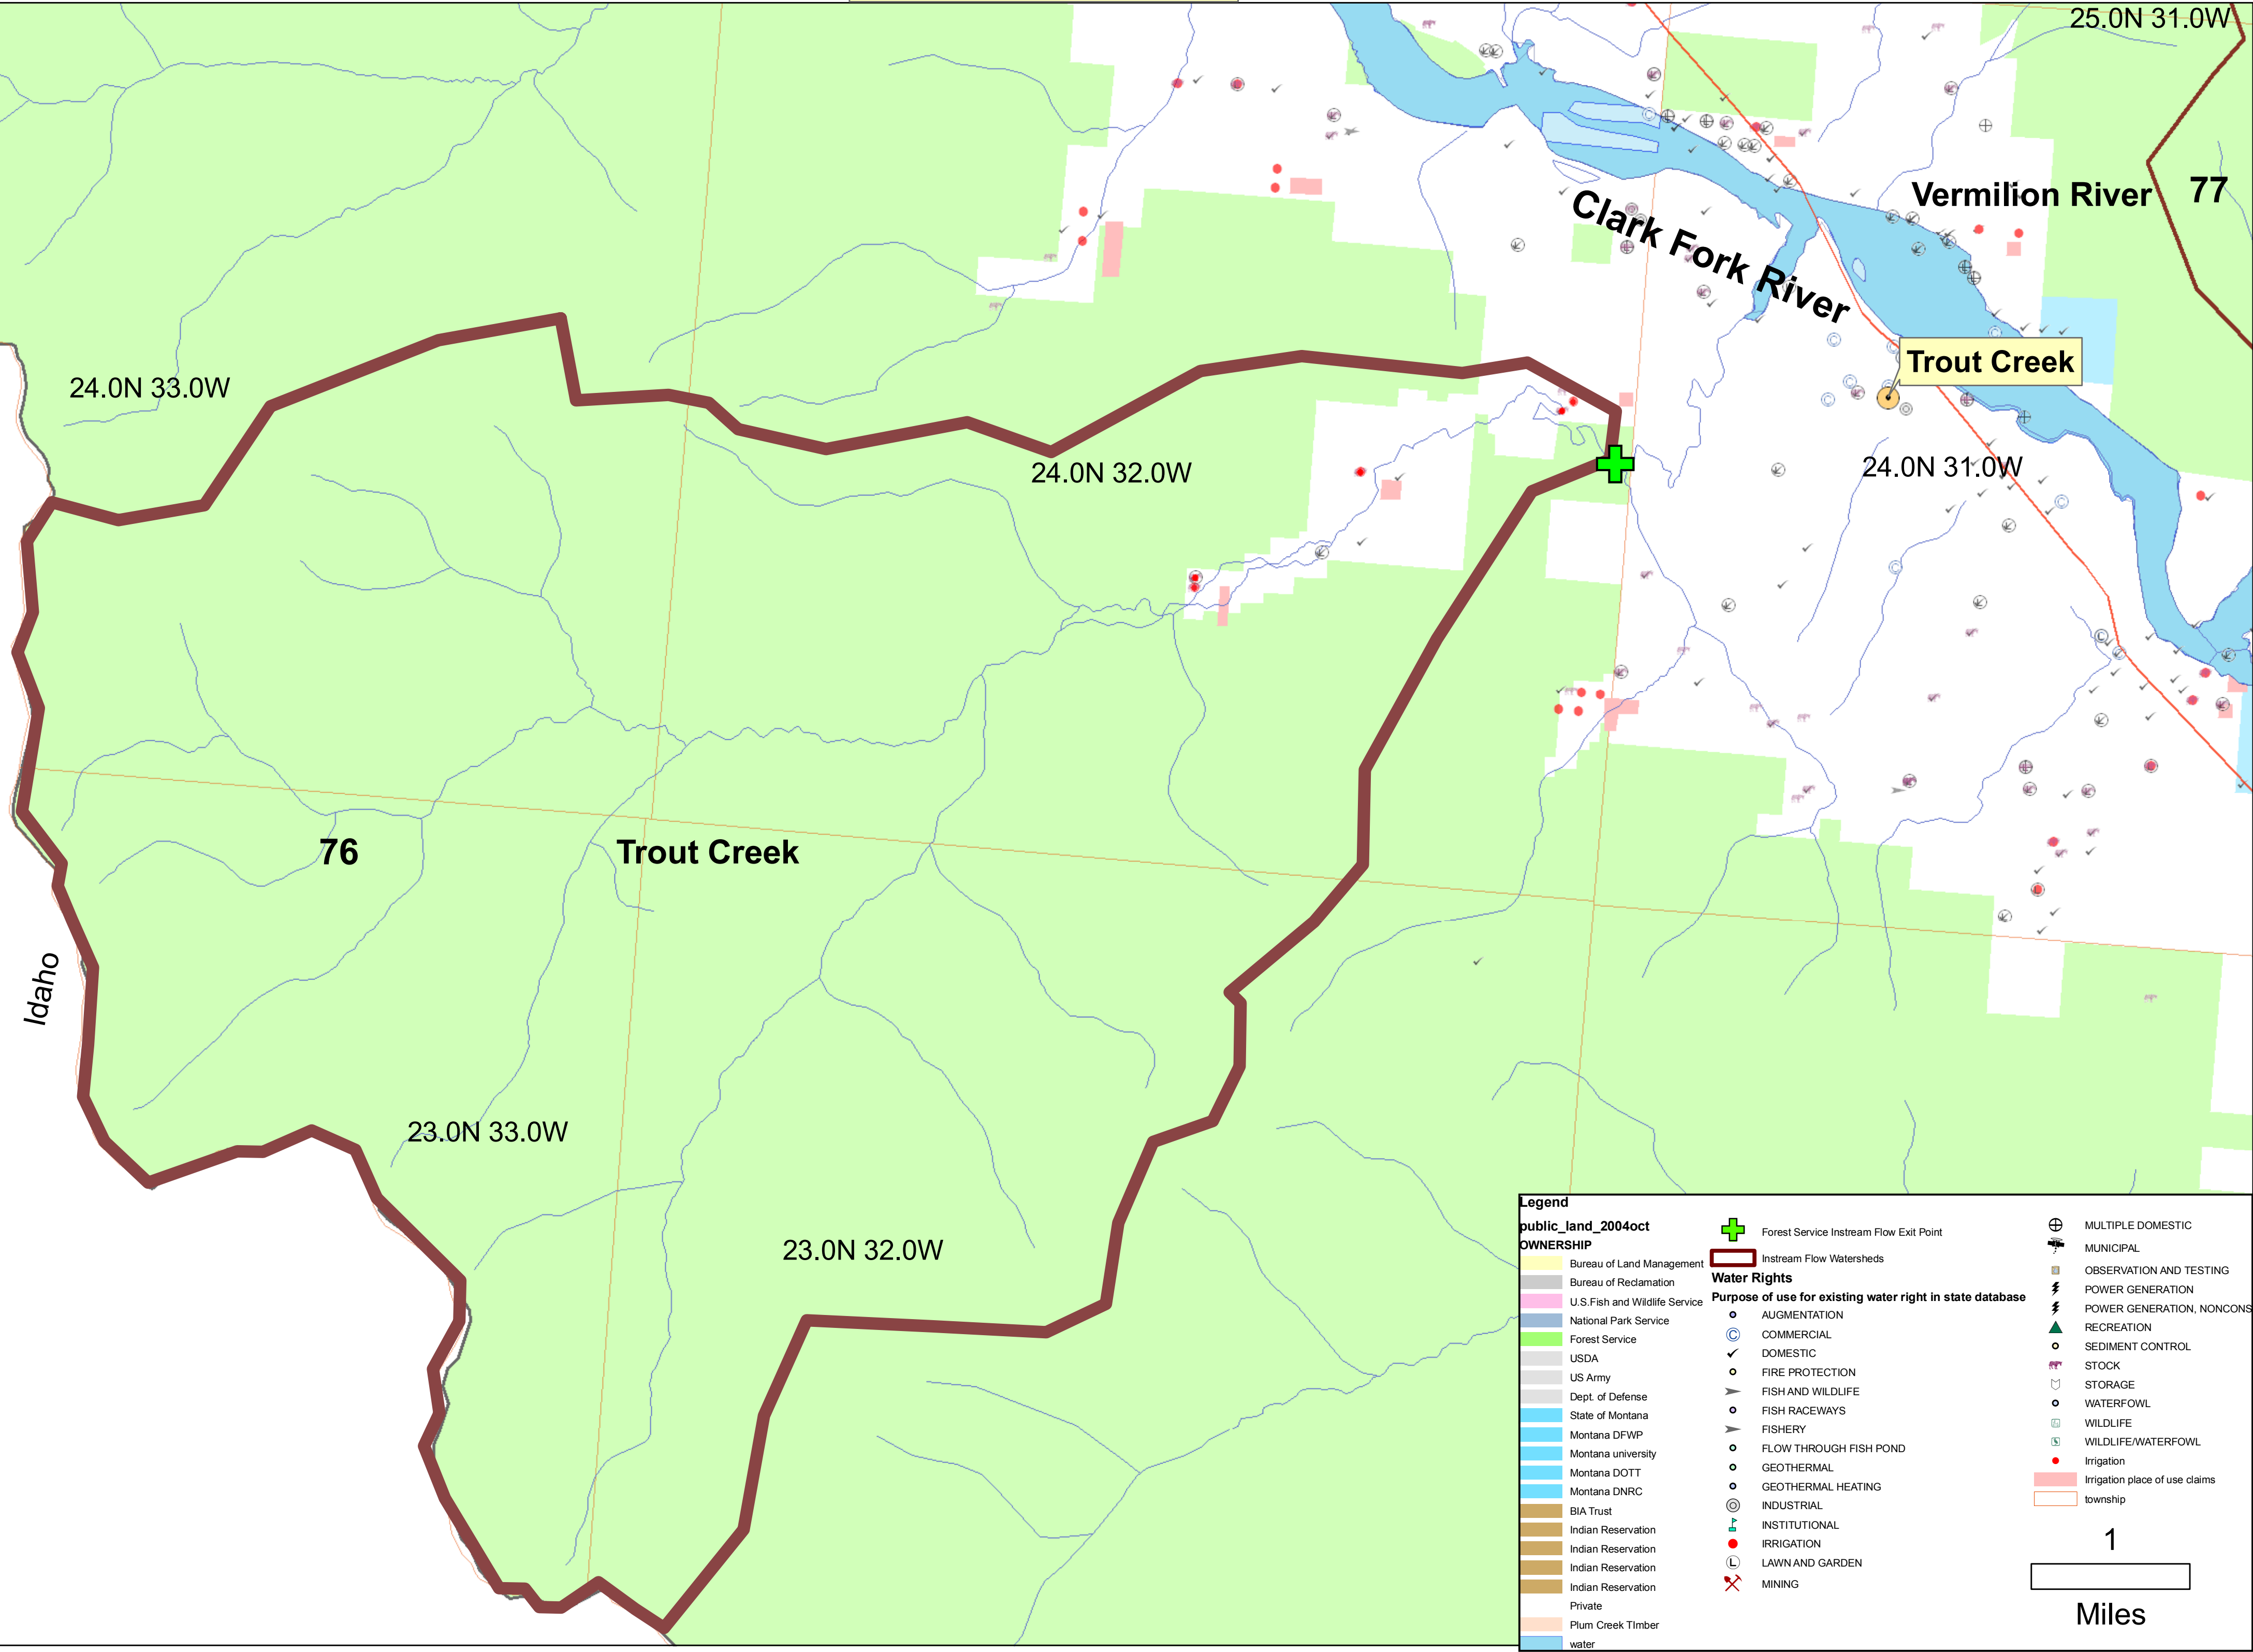 25.0N 31.0W
Vermilion River
77
Clark Fork River
Trout Creek
24.0N 33.0W
24.0N 32.0W
24.0N 31.0W
76
Trout Creek
Idaho
23.0N 33.0W
23.0N 32.0W
Legend
public_land_2004oct
OWNERSHIP
Bureau of Land Management
Bureau of Reclamation
U.S.Fish and Wildlife Service
National Park Service
Forest Service
USDA
US Army
Dept. of Defense
State of Montana
Montana DFWP
Montana university
Montana DOTT
Montana DNRC
BIA Trust
Indian Reservation
Indian Reservation
Indian Reservation
Indian Reservation
Private
Plum Creek TImber
water
Forest Service Instream Flow Exit Point
Instream Flow Watersheds
Water Rights
Purpose of use for existing water right in state database
AUGMENTATION
C COMMERCIAL
DOMESTIC
FIRE PROTECTION
FISH AND WILDLIFE
FISH RACEWAYS
FISHERY
FLOW THROUGH FISH POND
GEOTHERMAL
GEOTHERMAL HEATING
INDUSTRIAL
INSTITUTIONAL
IRRIGATION
L LAWN AND GARDEN
MINING
MULTIPLE DOMESTIC
MUNICIPAL
OBSERVATION AND TESTING
POWER GENERATION
POWER GENERATION, NONCONS
RECREATION
SEDIMENT CONTROL
STOCK
STORAGE
WATERFOWL
WILDLIFE
WILDLIFE/WATERFOWL
Irrigation
Irrigation place of use claims
township
1
Miles